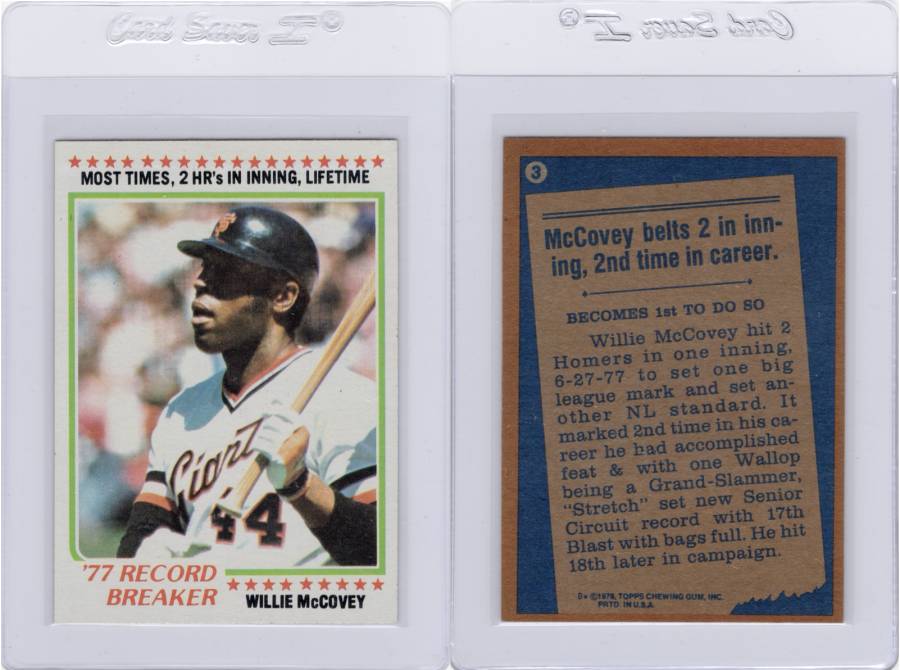 Card Saver I
MOST TIMES, 2 HR's IN INNING, LIFETIME
SF
Giants
44
'77 RECORD
BREAKER
WILLIE McCOVEY
Card Saver I
3
McCovey belts 2 in inn-
ing, 2nd time in career.
BECOMES 1st TO DO SO
Willie McCovey hit 2
Homers in one inning,
6-27-77 to set one big
league mark and set an-
other NL standard. It
marked 2nd time in his ca-
reer he had accomplished
feat & with one Wallop
being a Grand-Slammer,
"Stretch" set new Senior
Circuit record with 17th
Blast with bags full. He hit
18th later in campaign.
©1978, TOPPS CHEWING GUM, INC.
PRTD. IN U.S.A.